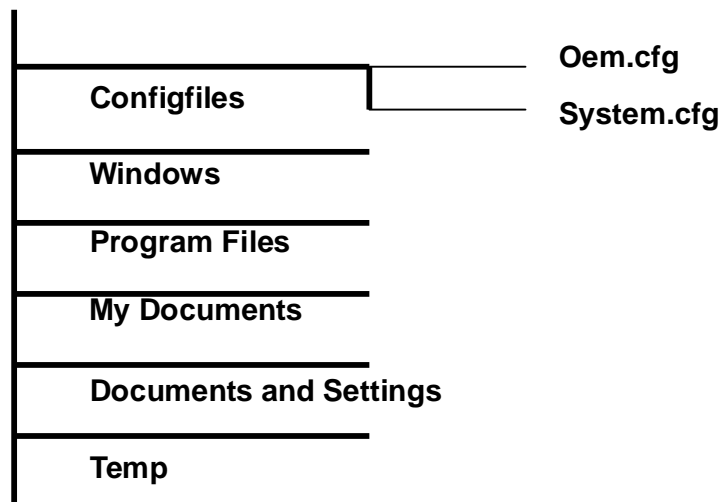 Oem.cfg
Configfiles
System.cfg
Windows
Program Files
My Documents
Documents and Settings
Temp